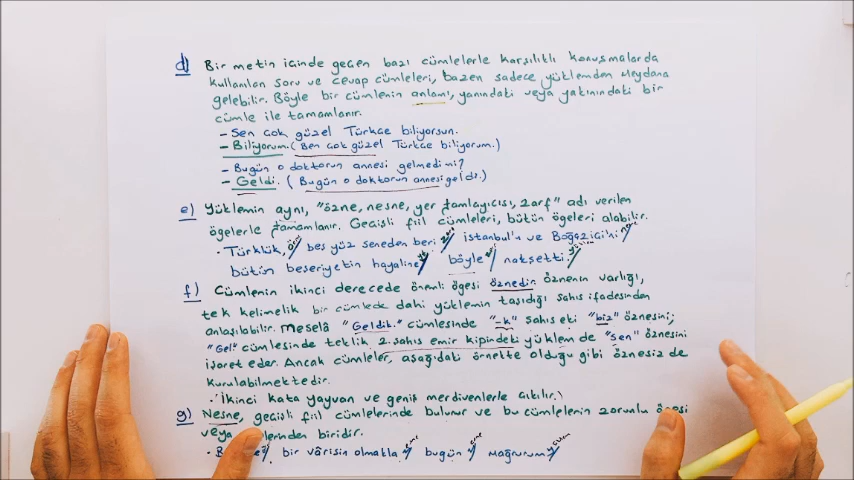 d) Bir metin içinde geçen bazı cümlelerle karşılıklı konuşmalarda
kullanılan soru ve cevap cümleleri, bazen sadece yüklemden meydana
gelebilir. Böyle bir cümlenin anlamı, yanındaki veya yakınındaki bir
cümle ile tamamlanır.
- Sen çok güzel Türkçe biliyorsun.
- Biliyorum. (Ben çok güzel Türkçe biliyorum.)
- Bugün o doktorun annesi gelmedi mi?
- Geldi. (Bugün o doktorun annesi geldi.)
e) Yüklemin aynı, "özne, nesne, yer tamlayıcısı, zarf" adı verilen
ögelerle tamamlanır. Geçişli fiil cümleleri, bütün ögeleri alabilir.
· Türklük, beş yüz seneden beri İstanbul'u ve Boğaziçi'ni
bütün beşeriyetin hayaline böyle nakşetti.
f) Cümlenin ikinci derecede önemli ögesi öznedir. Öznenin varlığı,
tek kelimelik bir cümlede dahi yüklemin taşıdığı şahıs ifadesinden
anlaşılabilir. Meselâ "Geldik." cümlesinde "-k" şahıs eki "biz" öznesini;
"Gel" cümlesinde teklik 2. şahıs emir kipindeki yüklem de "sen" öznesini
işaret eder. Ancak cümleler, aşağıdaki örnekte olduğu gibi öznesiz de
kurulabilmektedir.
· İkinci kata yayvan ve geniş merdivenlerle çıkılır.
g) Nesne, geçişli fiil cümlelerinde bulunur ve bu cümlelerin zorunlu
veya biridir.
bir vârisin olmakla bugün mağrurum